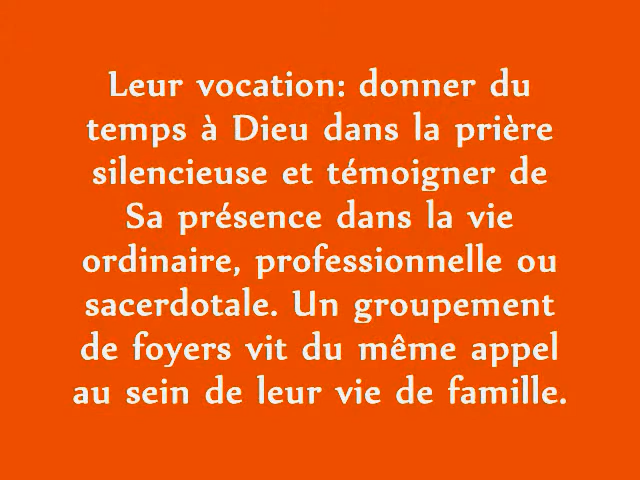 Leur vocation: donner du
temps à Dieu dans la prière
silencieuse et témoigner de
Sa présence dans la vie
ordinaire, professionnelle ou
sacerdotale. Un groupement
de foyers vit du même appel
au sein de leur vie de famille.